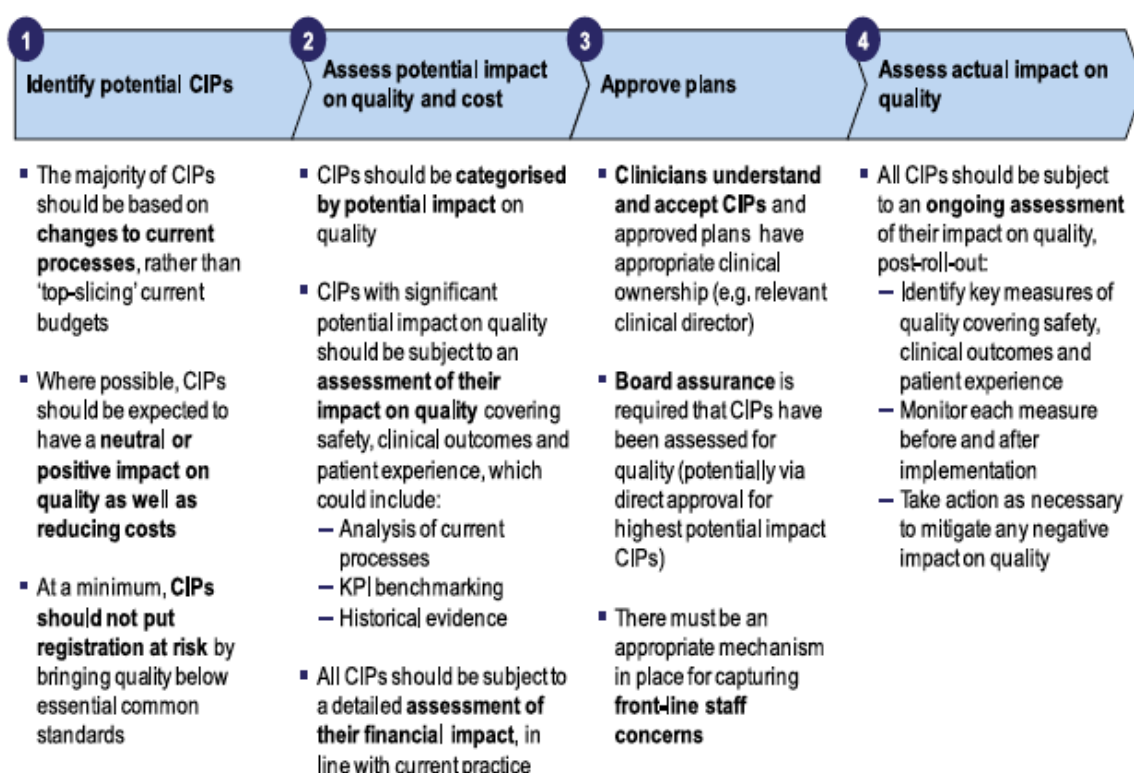 1
Identify potential CIPs
2
Assess potential impact
on quality and cost
3
Approve plans
4
Assess actual impact on
quality
▪ The majority of CIPs
should be based on
changes to current
processes, rather than
‘top-slicing’ current
budgets
▪ Where possible, CIPs
should be expected to
have a neutral or
positive impact on
quality as well as
reducing costs
▪ At a minimum, CIPs
should not put
registration at risk by
bringing quality below
essential common
standards
▪ CIPs should be categorised
by potential impact on
quality
▪ CIPs with significant
potential impact on quality
should be subject to an
assessment of their
impact on quality covering
safety, clinical outcomes and
patient experience, which
could include:
– Analysis of current
processes
– KPI benchmarking
– Historical evidence
▪ All CIPs should be subject to
a detailed assessment of
their financial impact, in
line with current practice
▪ Clinicians understand
and accept CIPs and
approved plans have
appropriate clinical
ownership (e.g. relevant
clinical director)
▪ Board assurance is
required that CIPs have
been assessed for
quality (potentially via
direct approval for
highest potential impact
CIPs)
▪ There must be an
appropriate mechanism
in place for capturing
front-line staff
concerns
▪ All CIPs should be subject
to an ongoing assessment
of their impact on quality,
post-roll-out:
– Identify key measures of
quality covering safety,
clinical outcomes and
patient experience
– Monitor each measure
before and after
implementation
– Take action as necessary
to mitigate any negative
impact on quality